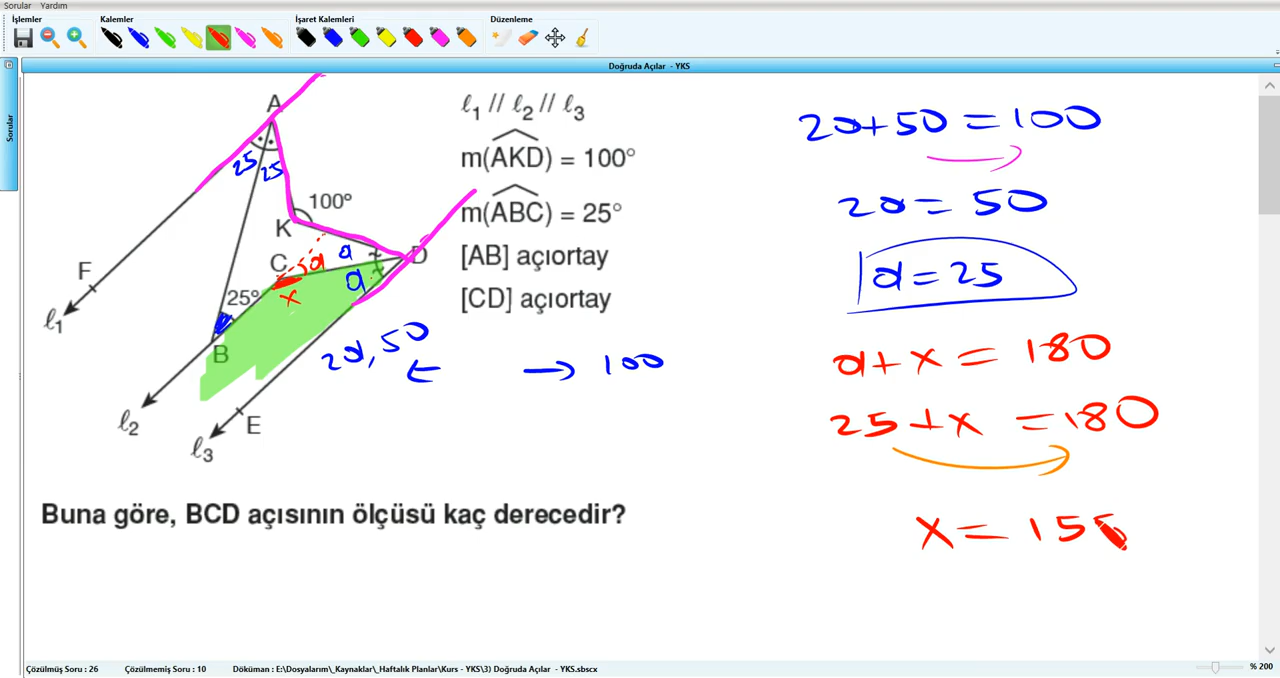 Sorular Yardım
İşlemler Kalemler İşaret Kalemleri Düzenleme
Doğruda Açılar - YKS
Sorular
A
25 25
100°
K
C
D
a
a
a
x
F
25°
ℓ₁
B
ℓ₂
E
ℓ₃
2a, 50 ← → 100
ℓ₁ // ℓ₂ // ℓ₃
m(AKD) = 100°
m(ABC) = 25°
[AB] açıortay
[CD] açıortay
Buna göre, BCD açısının ölçüsü kaç derecedir?
2a+50 = 100
2a = 50
a = 25
a + x = 180
25 + x = 180
x = 155
Çözülmüş Soru : 26 Çözülmemiş Soru : 10 Döküman : E:\Dosyalarım\_Kaynaklar\_Haftalık Planlar\Kurs - YKS\3) Doğruda Açılar - YKS.sbscx % 200